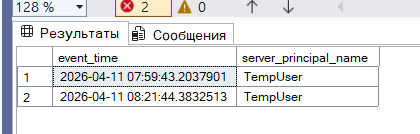 128 % 2 0
Результаты Сообщения
event_time server_principal_name
1 2026-04-11 07:59:43.2037901 TempUser
2 2026-04-11 08:21:44.3832513 TempUser